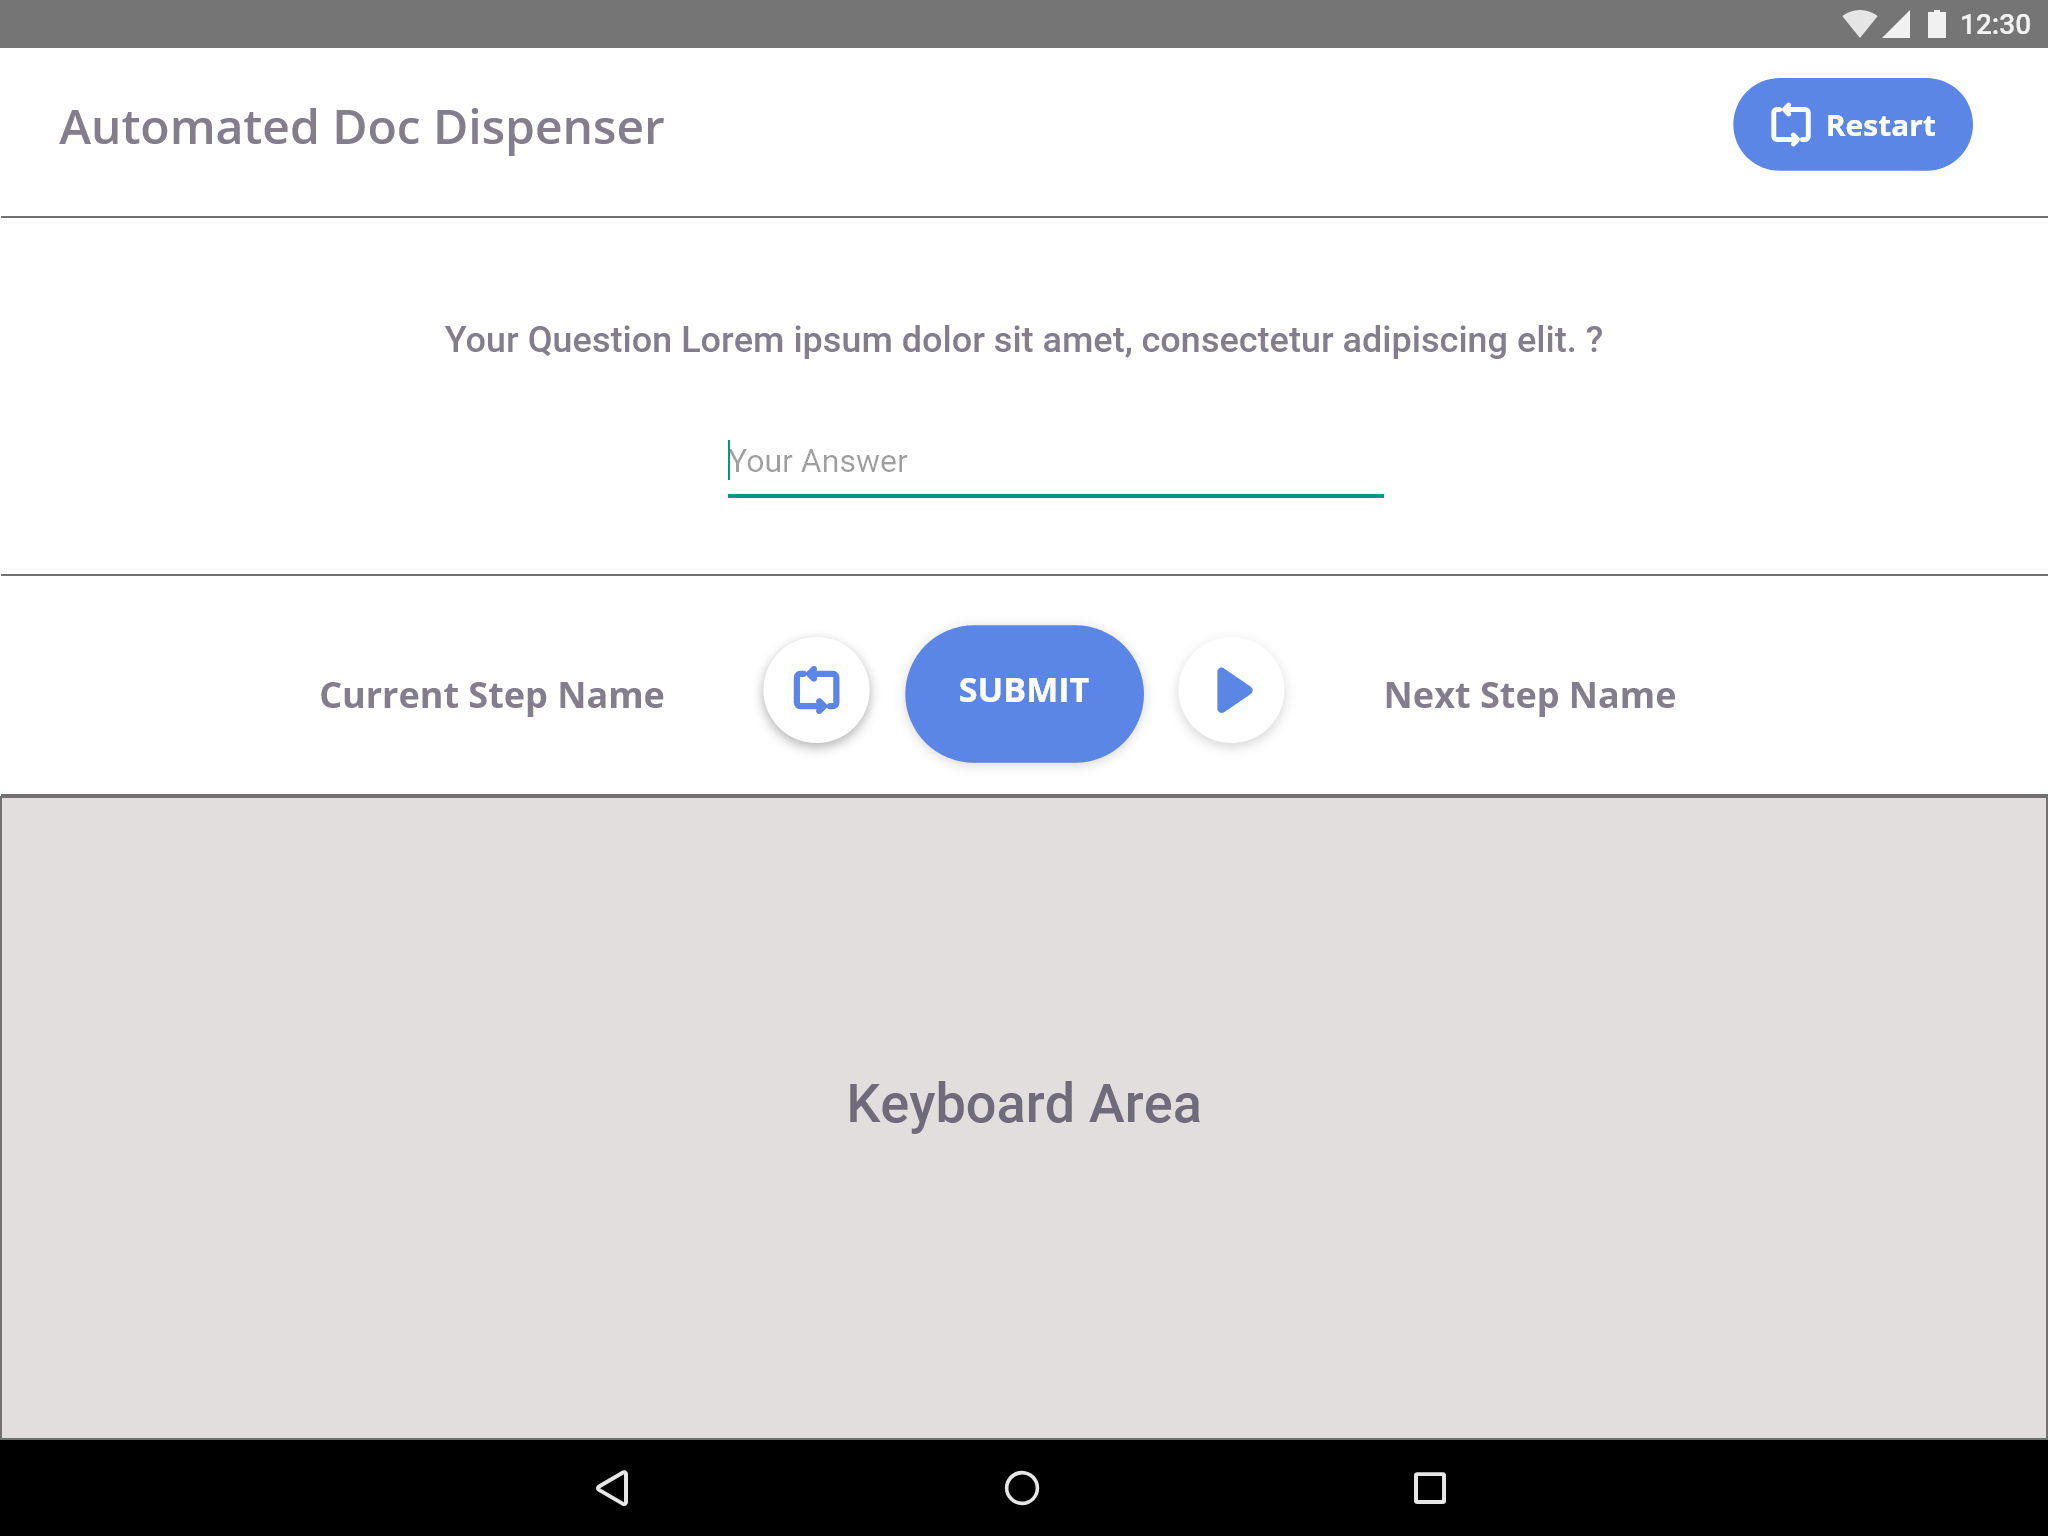 12:30
Automated Doc Dispenser
Restart
Your Question Lorem ipsum dolor sit amet, consectetur adipiscing elit. ?
Your Answer
Current Step Name
SUBMIT
Next Step Name
Keyboard Area